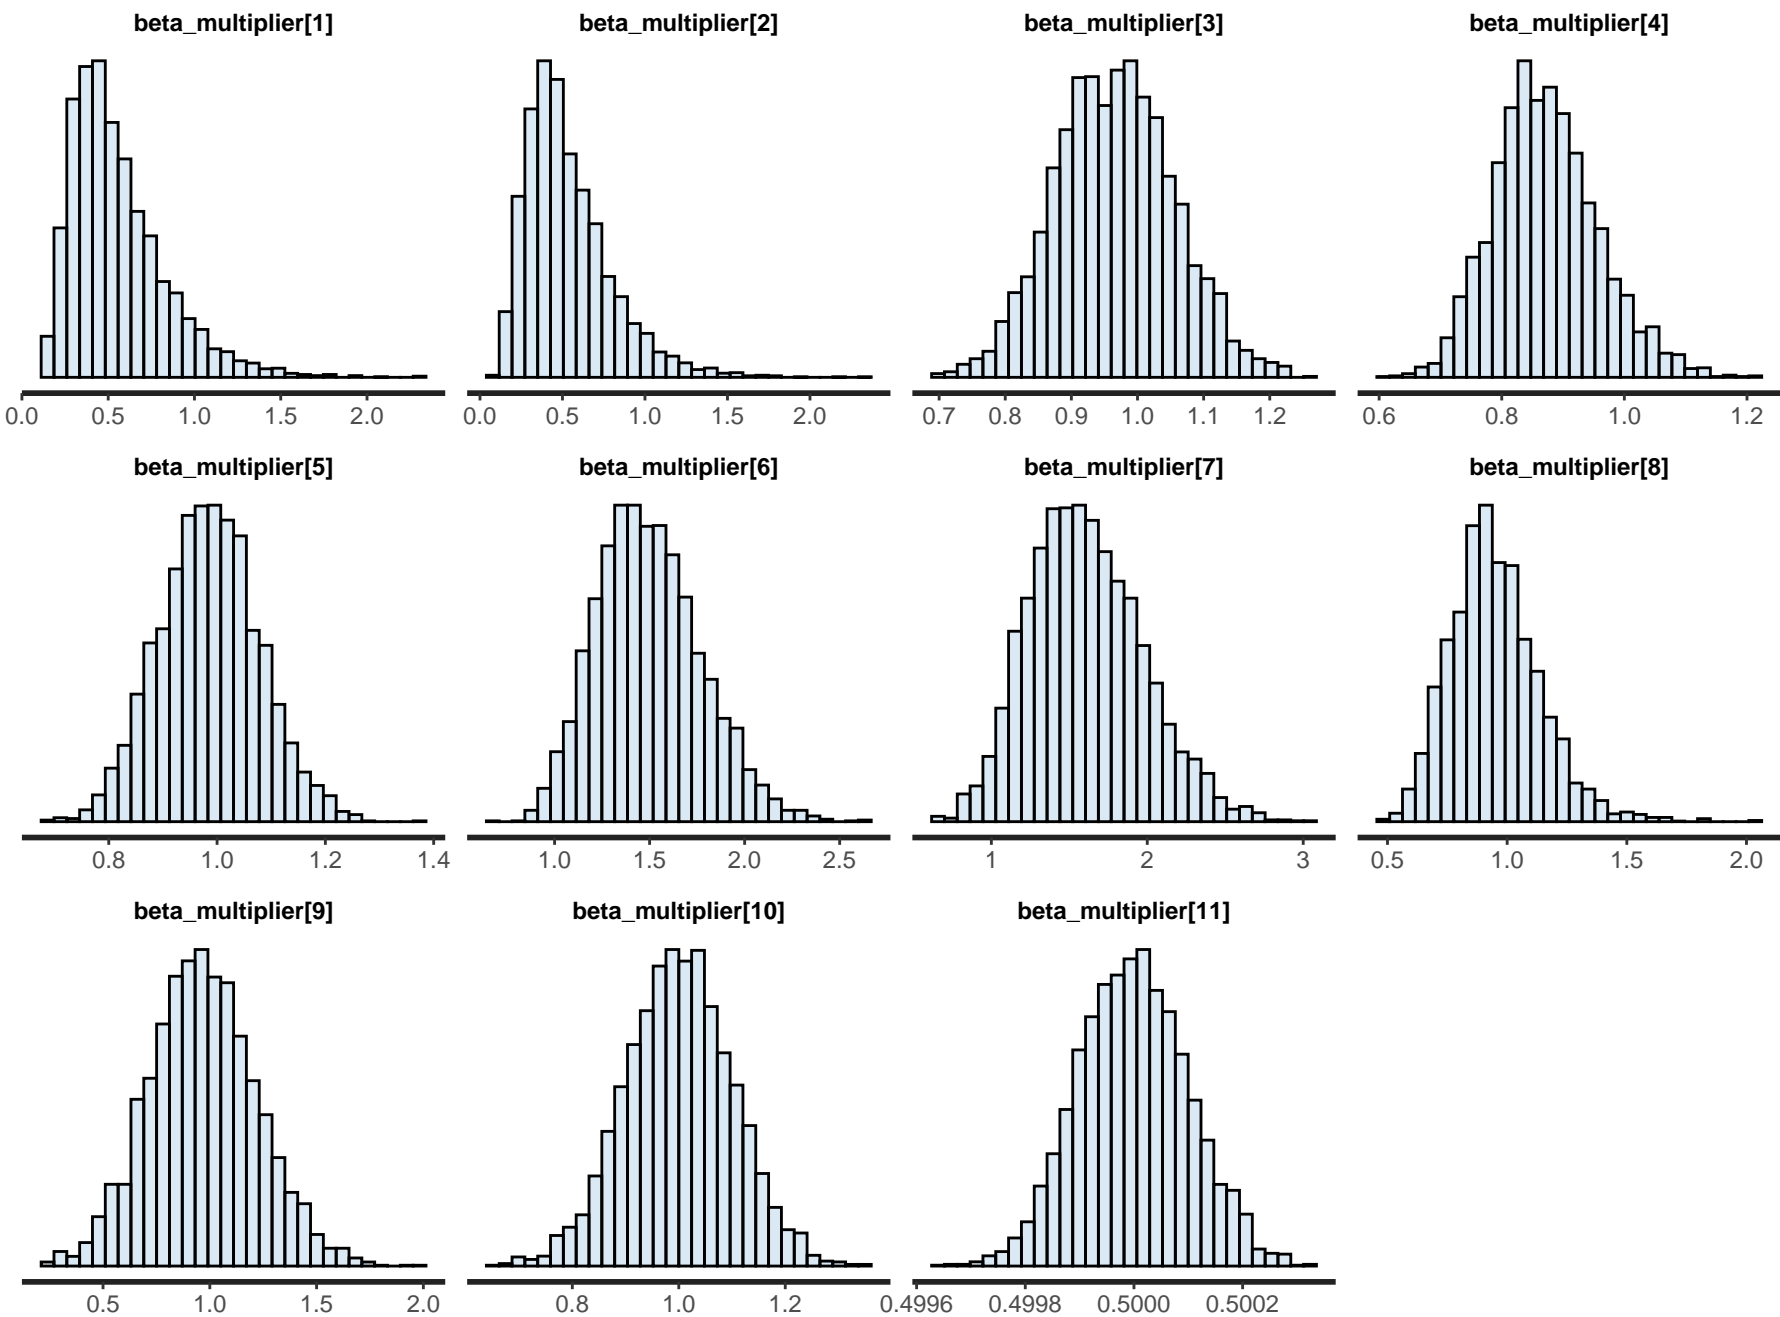 beta_multiplier[1] beta_multiplier[2] beta_multiplier[3] beta_multiplier[4]
0.0 0.5 1.0 1.5 2.0 0.0 0.5 1.0 1.5 2.0 0.7 0.8 0.9 1.0 1.1 1.2 0.6 0.8 1.0 1.2
beta_multiplier[5] beta_multiplier[6] beta_multiplier[7] beta_multiplier[8]
0.8 1.0 1.2 1.4 1.0 1.5 2.0 2.5 1 2 3 0.5 1.0 1.5 2.0
beta_multiplier[9] beta_multiplier[10] beta_multiplier[11]
0.5 1.0 1.5 2.0 0.8 1.0 1.2 0.4996 0.4998 0.5000 0.5002